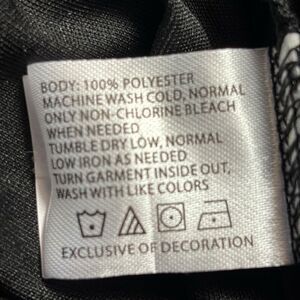 BODY: 100% POLYESTER
MACHINE WASH COLD, NORMAL
ONLY NON-CHLORINE BLEACH
WHEN NEEDED
TUMBLE DRY LOW, NORMAL
LOW IRON AS NEEDED
TURN GARMENT INSIDE OUT,
WASH WITH LIKE COLORS
EXCLUSIVE OF DECORATION